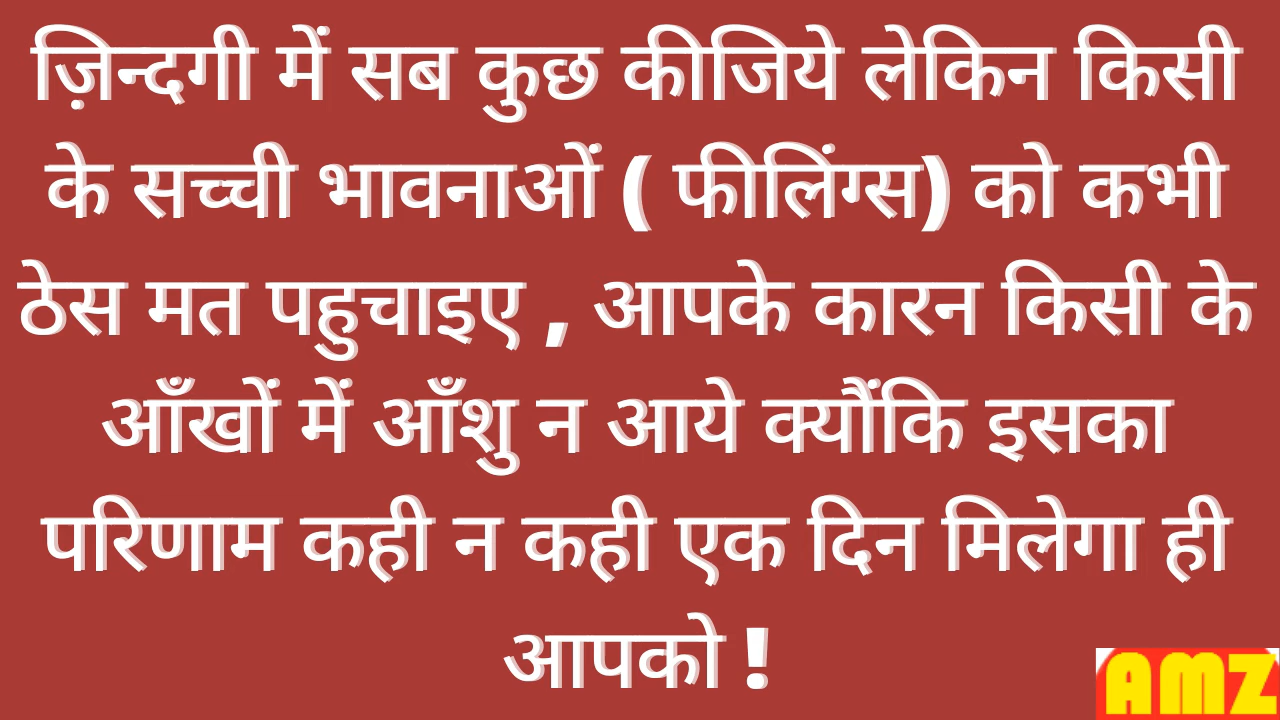 ज़िन्दगी में सब कुछ कीजिये लेकिन किसी
के सच्ची भावनाओं ( फीलिंग्स) को कभी
ठेस मत पहुचाइए , आपके कारन किसी के
आँखों में आँशु न आये क्यौंकि इसका
परिणाम कही न कही एक दिन मिलेगा ही
आपको !
AMZ